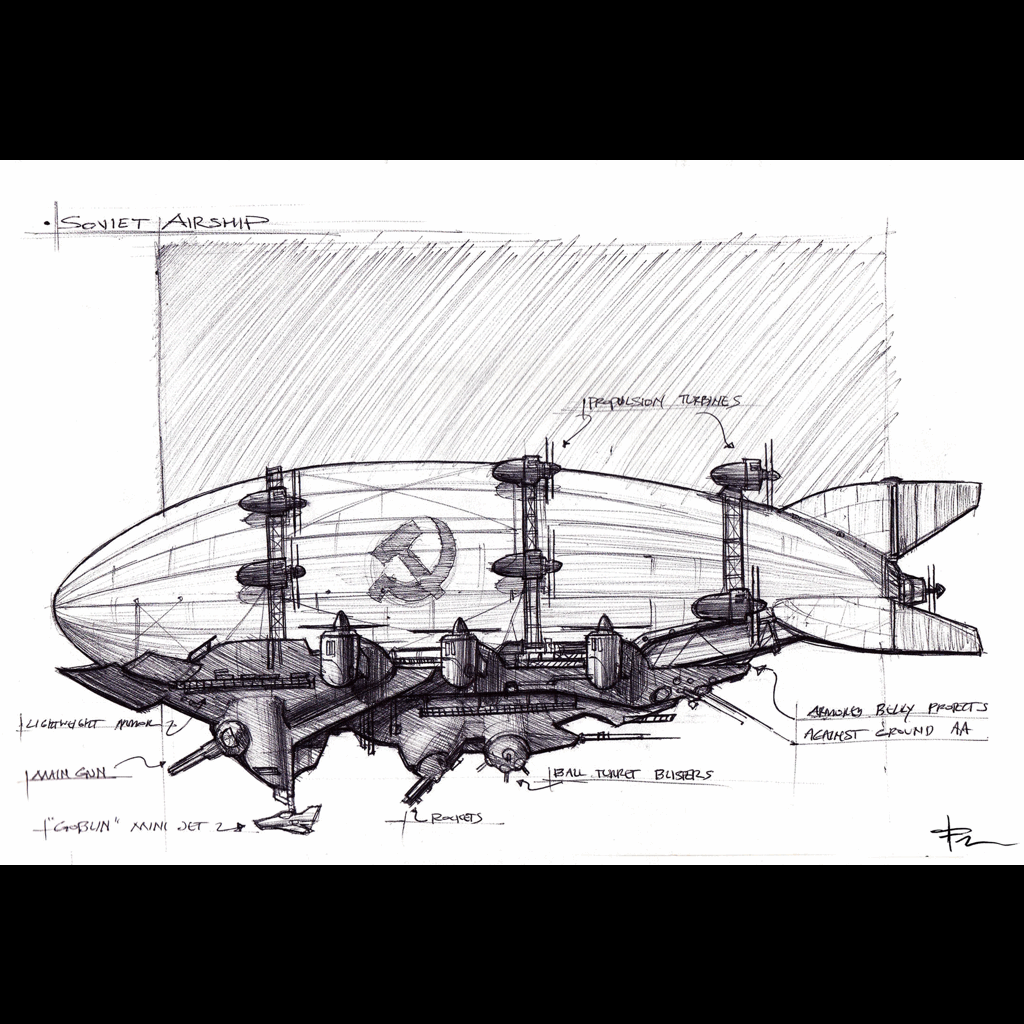 • SOVIET AIRSHIP
PROPULSION TURBINES
LIGHTWEIGHT ARMOR
ARMORED BELLY PROTECTS
AGAINST GROUND AA
MAIN GUN
BALL TURRET BLISTERS
"GOBLIN" MINI JET
ROCKETS